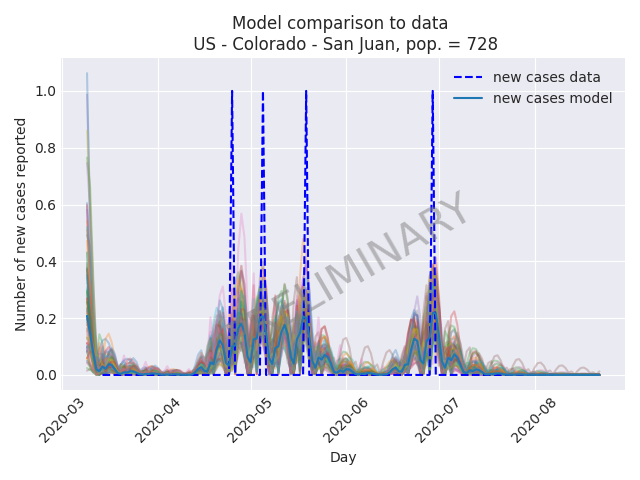 Model comparison to data
US - Colorado - San Juan, pop. = 728
new cases data
new cases model
Number of new cases reported
1.0
0.8
0.6
0.4
0.2
0.0
PRELIMINARY
2020-03
2020-04
2020-05
2020-06
2020-07
2020-08
Day